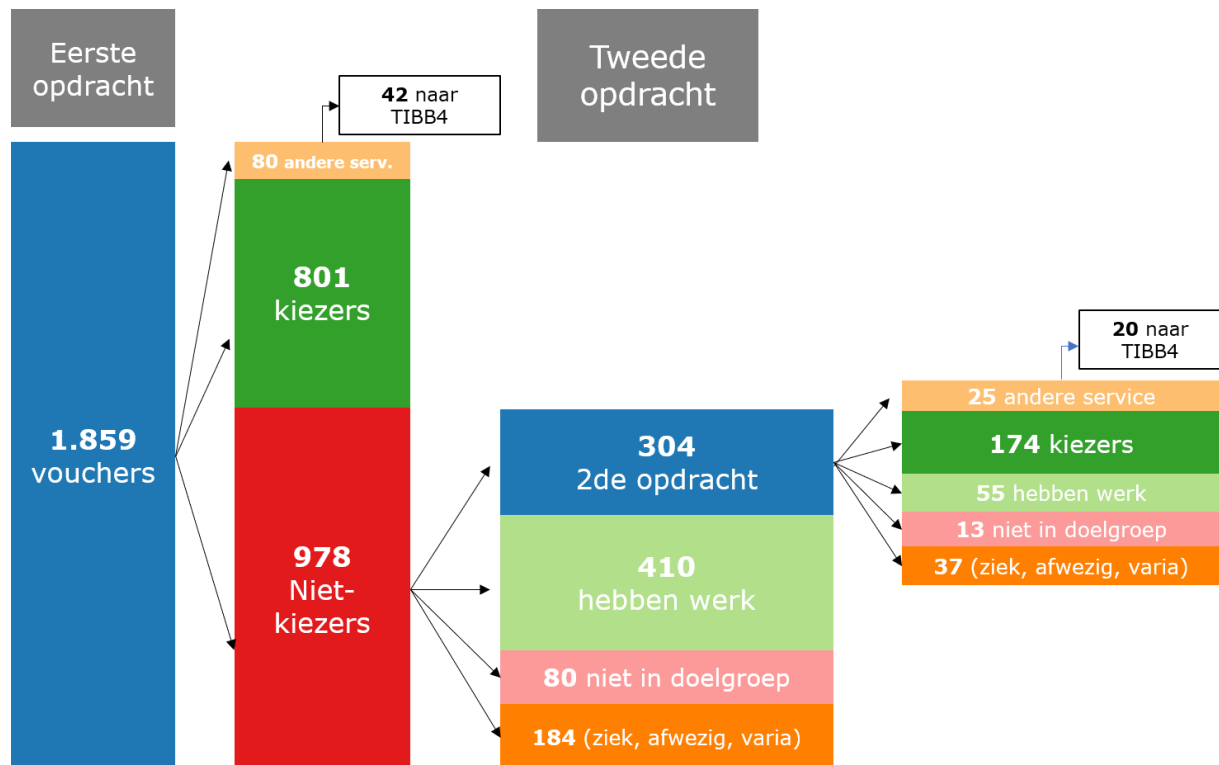 Eerste
opdracht
Tweede
opdracht
42 naar
TIBB4
80 andere serv.
801
kiezers
1.859
vouchers
978
Niet-
kiezers
304
2de opdracht
410
hebben werk
80 niet in doelgroep
184 (ziek, afwezig, varia)
20 naar
TIBB4
25 andere service
174 kiezers
55 hebben werk
13 niet in doelgroep
37 (ziek, afwezig, varia)